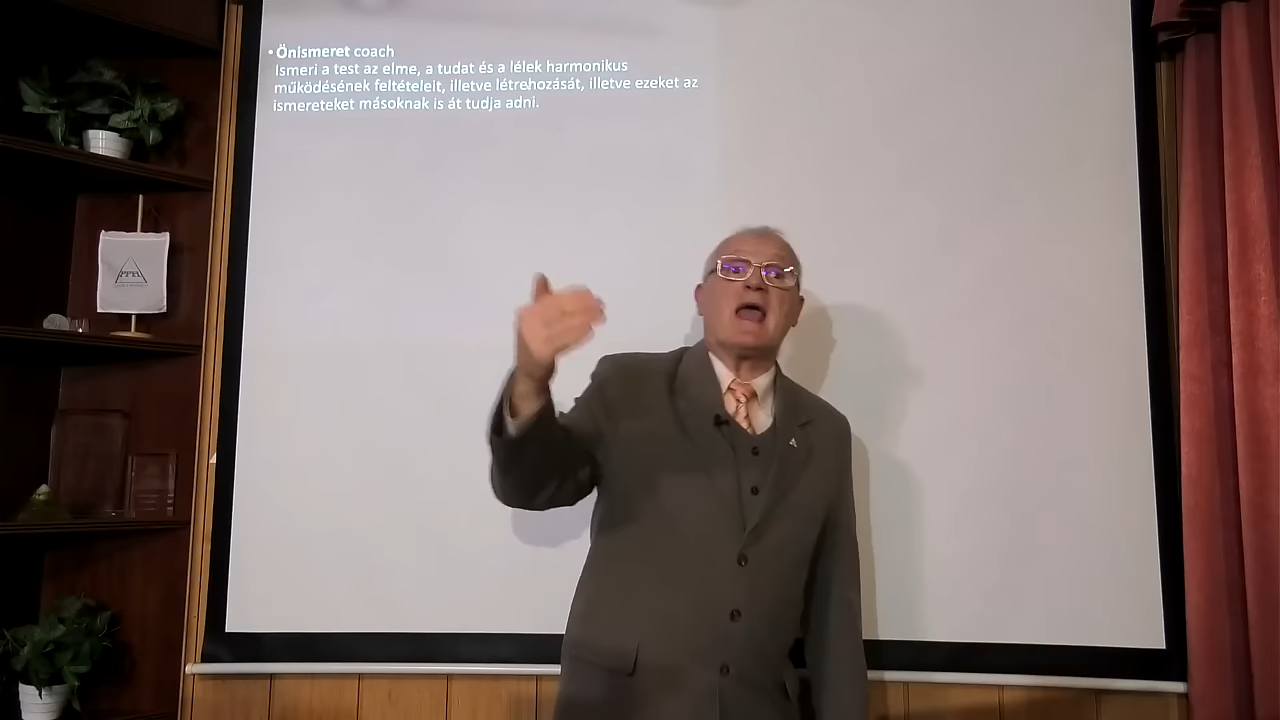 • Önismeret coach
Ismeri a test az elme, a tudat és a lélek harmonikus
működésének feltételeit, illetve létrehozását, illetve ezeket az
ismereteket másoknak is át tudja adni.
PPH